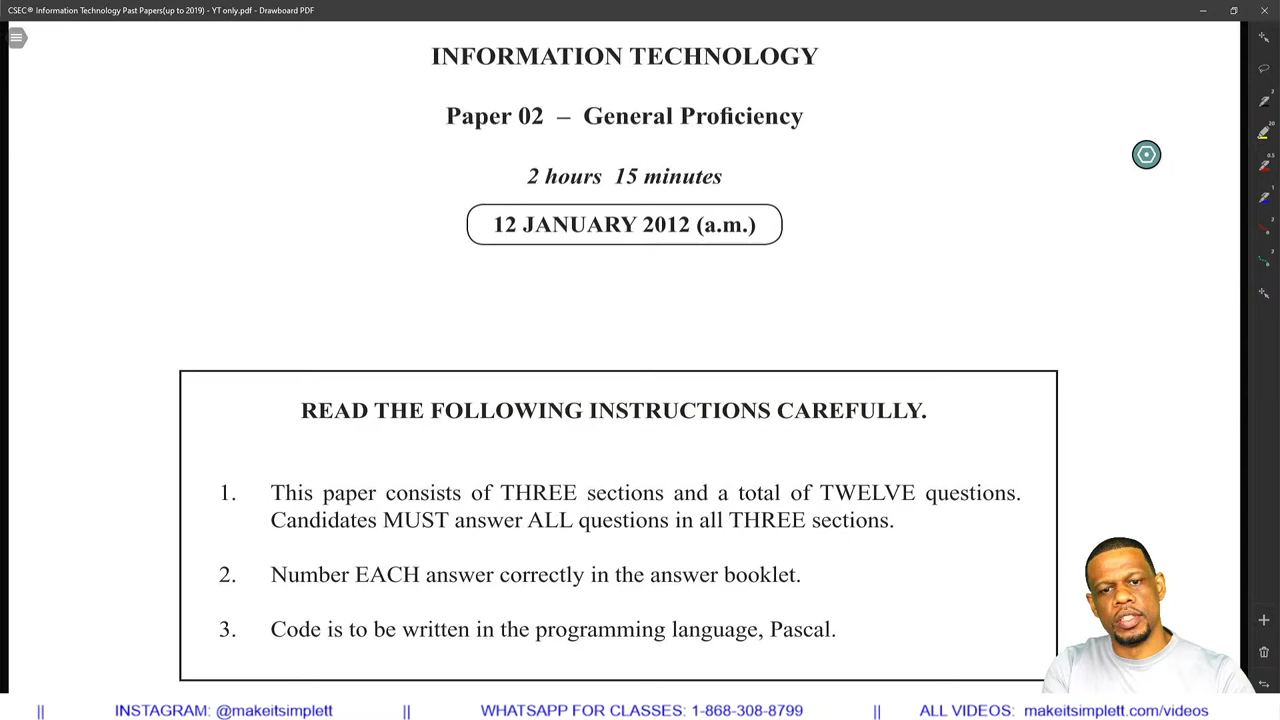 CSEC® Information Technology Past Papers(up to 2019) - YT only.pdf - Drawboard PDF
INFORMATION TECHNOLOGY
Paper 02 – General Proficiency
2 hours 15 minutes
12 JANUARY 2012 (a.m.)
READ THE FOLLOWING INSTRUCTIONS CAREFULLY.
1. This paper consists of THREE sections and a total of TWELVE questions.
Candidates MUST answer ALL questions in all THREE sections.
2. Number EACH answer correctly in the answer booklet.
3. Code is to be written in the programming language, Pascal.
|| INSTAGRAM: @makeitsimplett || WHATSAPP FOR CLASSES: 1-868-308-8799 || ALL VIDEOS: makeitsimplett.com/videos